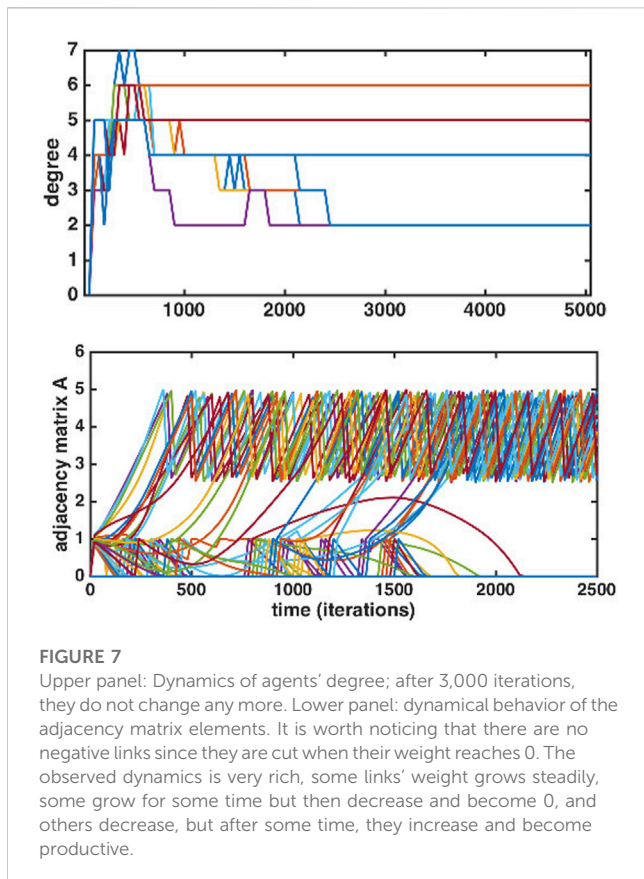 7
6
5
4
3
2
1
0
degree
1000
2000
3000
4000
5000
6
5
4
3
2
1
0
adjacency matrix A
0
500
1000
1500
2000
2500
time (iterations)
FIGURE 7
Upper panel: Dynamics of agents’ degree; after 3,000 iterations,
they do not change any more. Lower panel: dynamical behavior of the
adjacency matrix elements. It is worth noticing that there are no
negative links since they are cut when their weight reaches 0. The
observed dynamics is very rich, some links’ weight grows steadily,
some grow for some time but then decrease and become 0, and
others decrease, but after some time, they increase and become
productive.